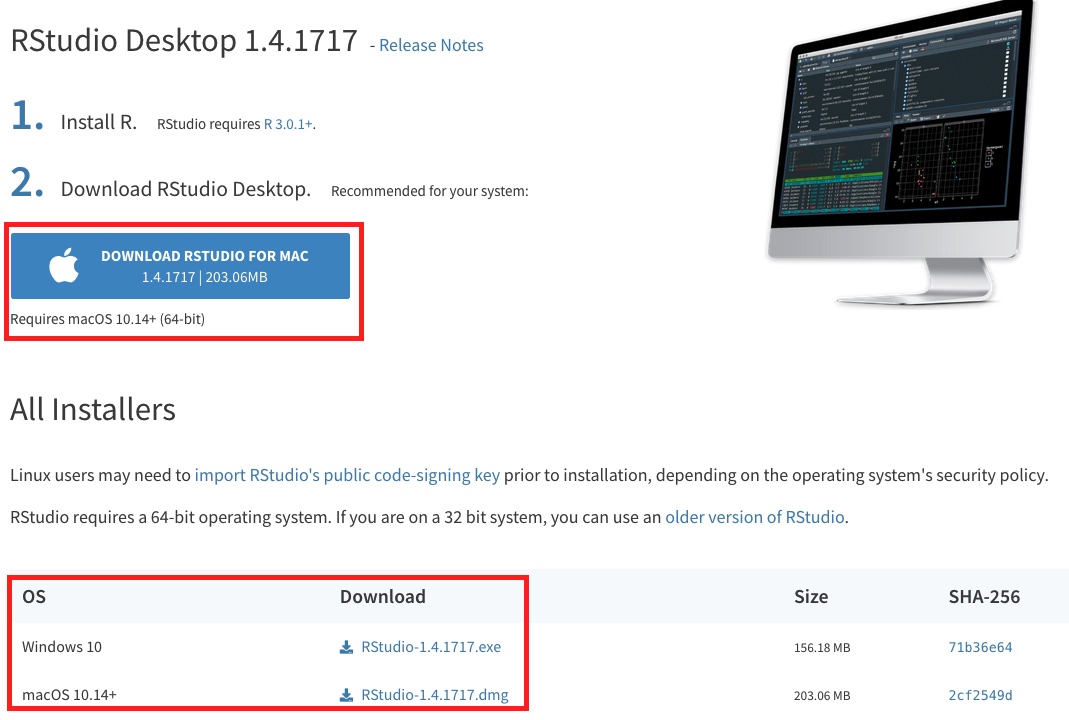 RStudio Desktop 1.4.1717 - Release Notes
1. Install R. RStudio requires R 3.0.1+.
2. Download RStudio Desktop. Recommended for your system:
DOWNLOAD RSTUDIO FOR MAC
1.4.1717 | 203.06MB
Requires macOS 10.14+ (64-bit)
All Installers
Linux users may need to import RStudio's public code-signing key prior to installation, depending on the operating system's security policy.
RStudio requires a 64-bit operating system. If you are on a 32 bit system, you can use an older version of RStudio.
OS Download Size SHA-256
Windows 10 RStudio-1.4.1717.exe 156.18 MB 71b36e64
macOS 10.14+ RStudio-1.4.1717.dmg 203.06 MB 2cf2549d